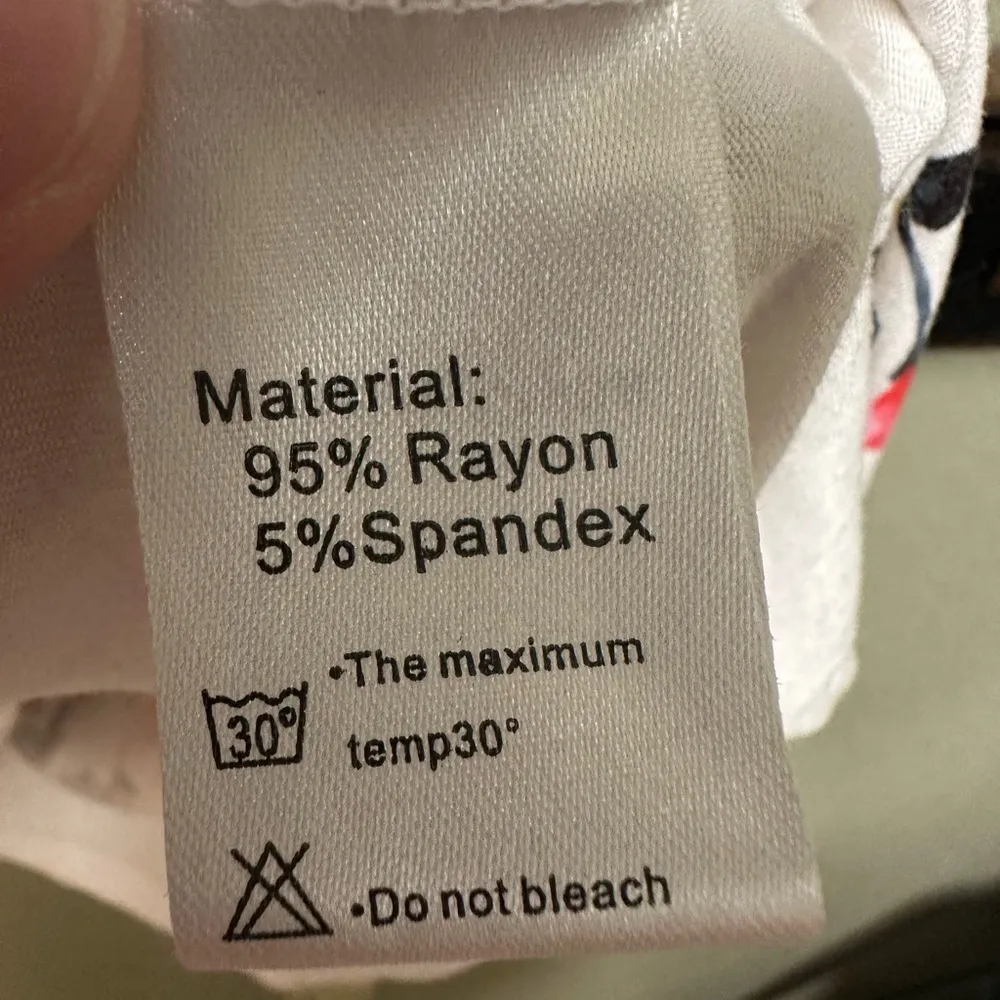 Material:
95% Rayon
5%Spandex
•The maximum
30°
temp30°
•Do not bleach